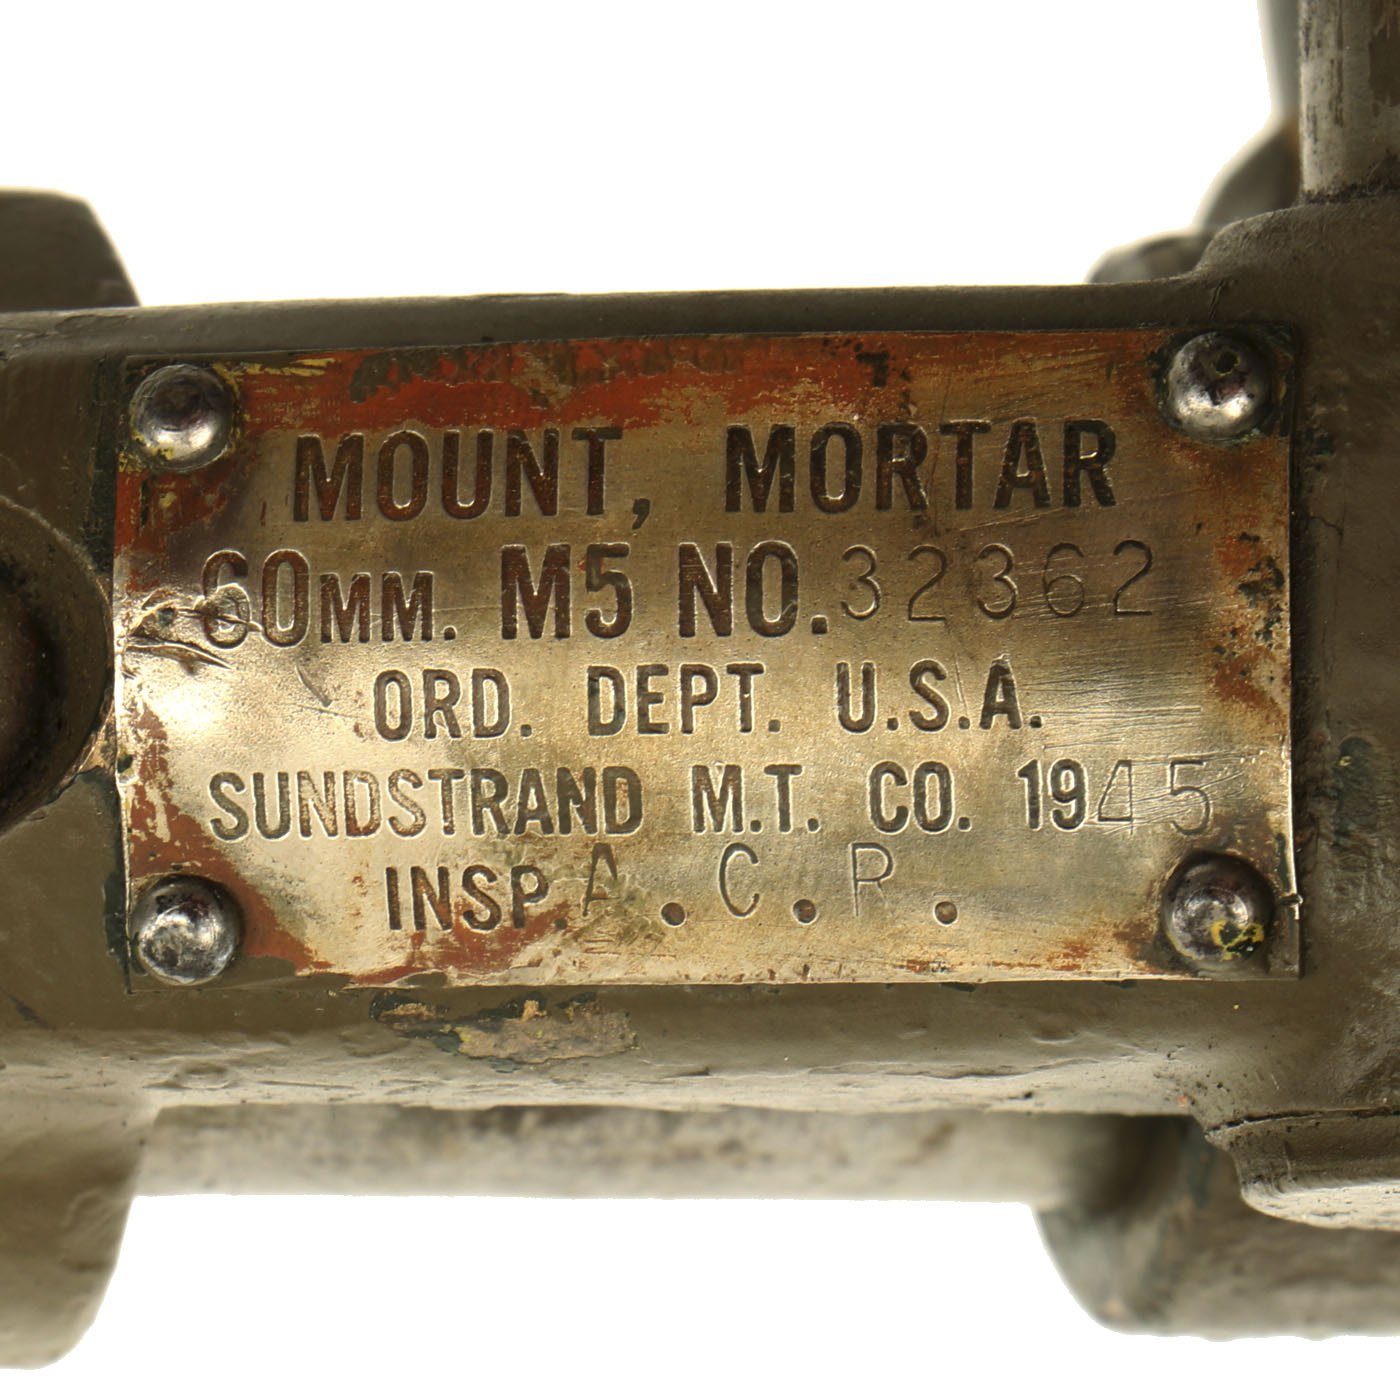 MOUNT, MORTAR
60MM. M5 NO. 32362
ORD. DEPT. U.S.A.
SUNDSTRAND M.T. CO. 1945
INSP. A.C.R.